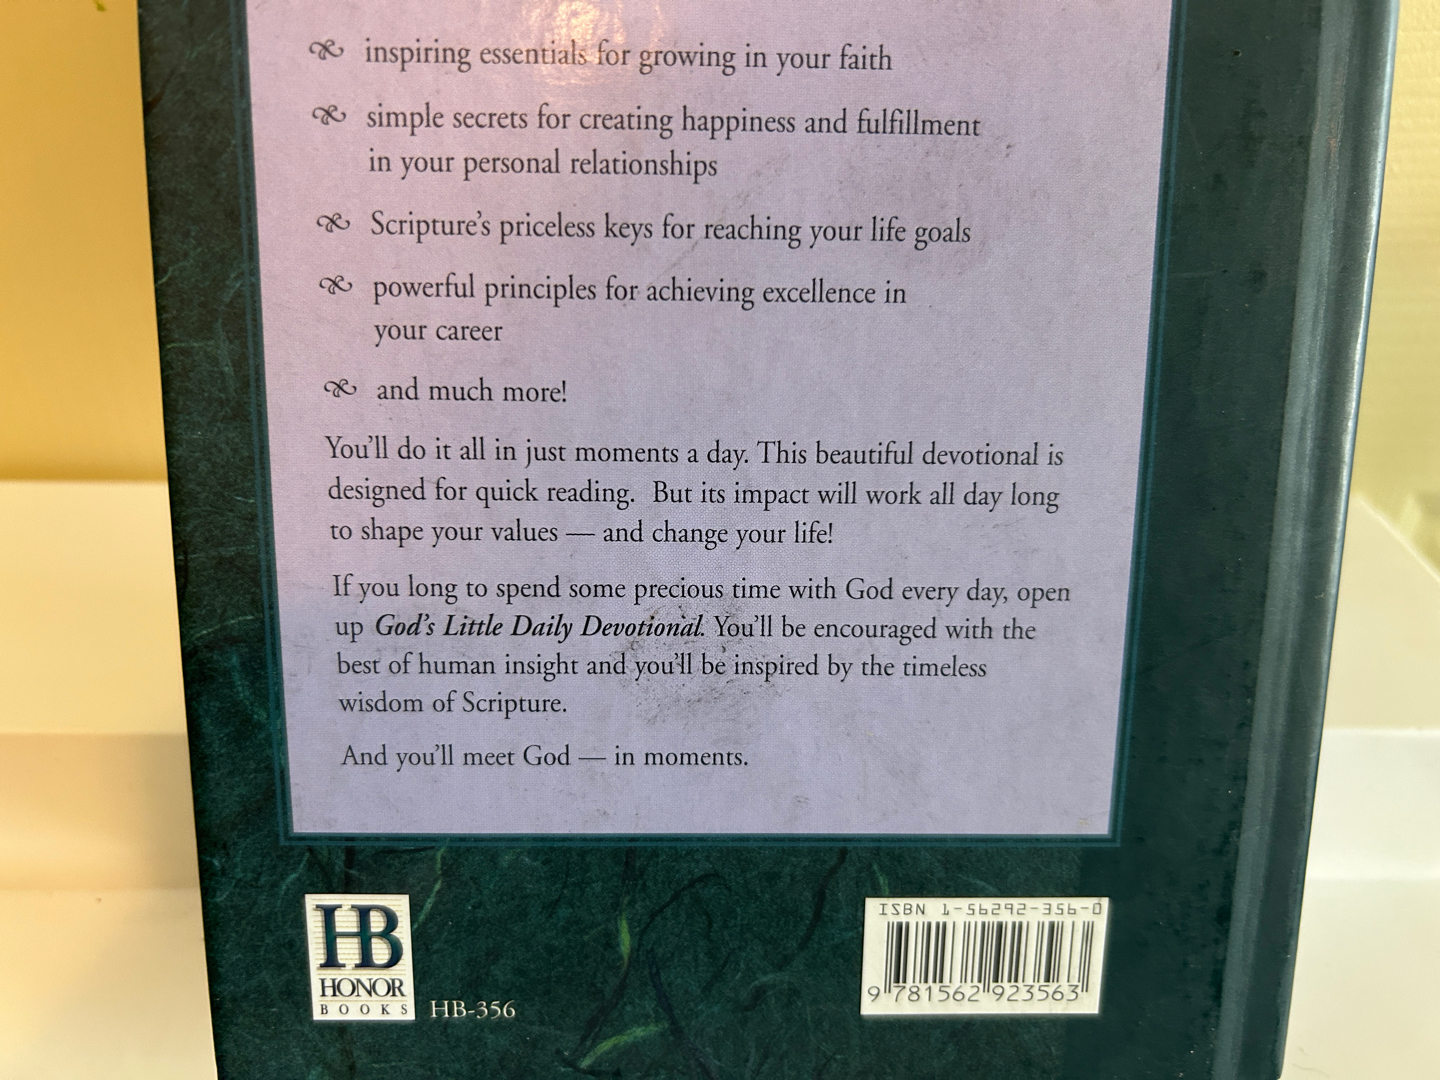 inspiring essentials for growing in your faith
simple secrets for creating happiness and fulfillment
in your personal relationships
Scripture's priceless keys for reaching your life goals
powerful principles for achieving excellence in
your career
and much more!
You'll do it all in just moments a day. This beautiful devotional is
designed for quick reading. But its impact will work all day long
to shape your values — and change your life!
If you long to spend some precious time with God every day, open
up God's Little Daily Devotional. You'll be encouraged with the
best of human insight and you'll be inspired by the timeless
wisdom of Scripture.
And you'll meet God — in moments.
HB
HONOR
BOOKS
HB-356
ISBN 1-56292-356-0
9 781562 923563